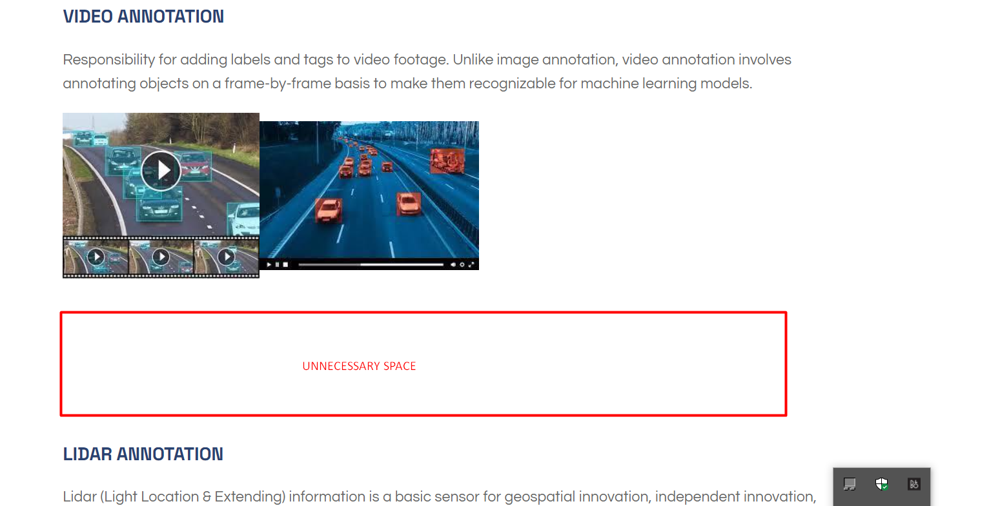 VIDEO ANNOTATION
Responsibility for adding labels and tags to video footage. Unlike image annotation, video annotation involves
annotating objects on a frame-by-frame basis to make them recognizable for machine learning models.
UNNECESSARY SPACE
LIDAR ANNOTATION
Lidar (Light Location & Extending) information is a basic sensor for geospatial innovation, independent innovation,